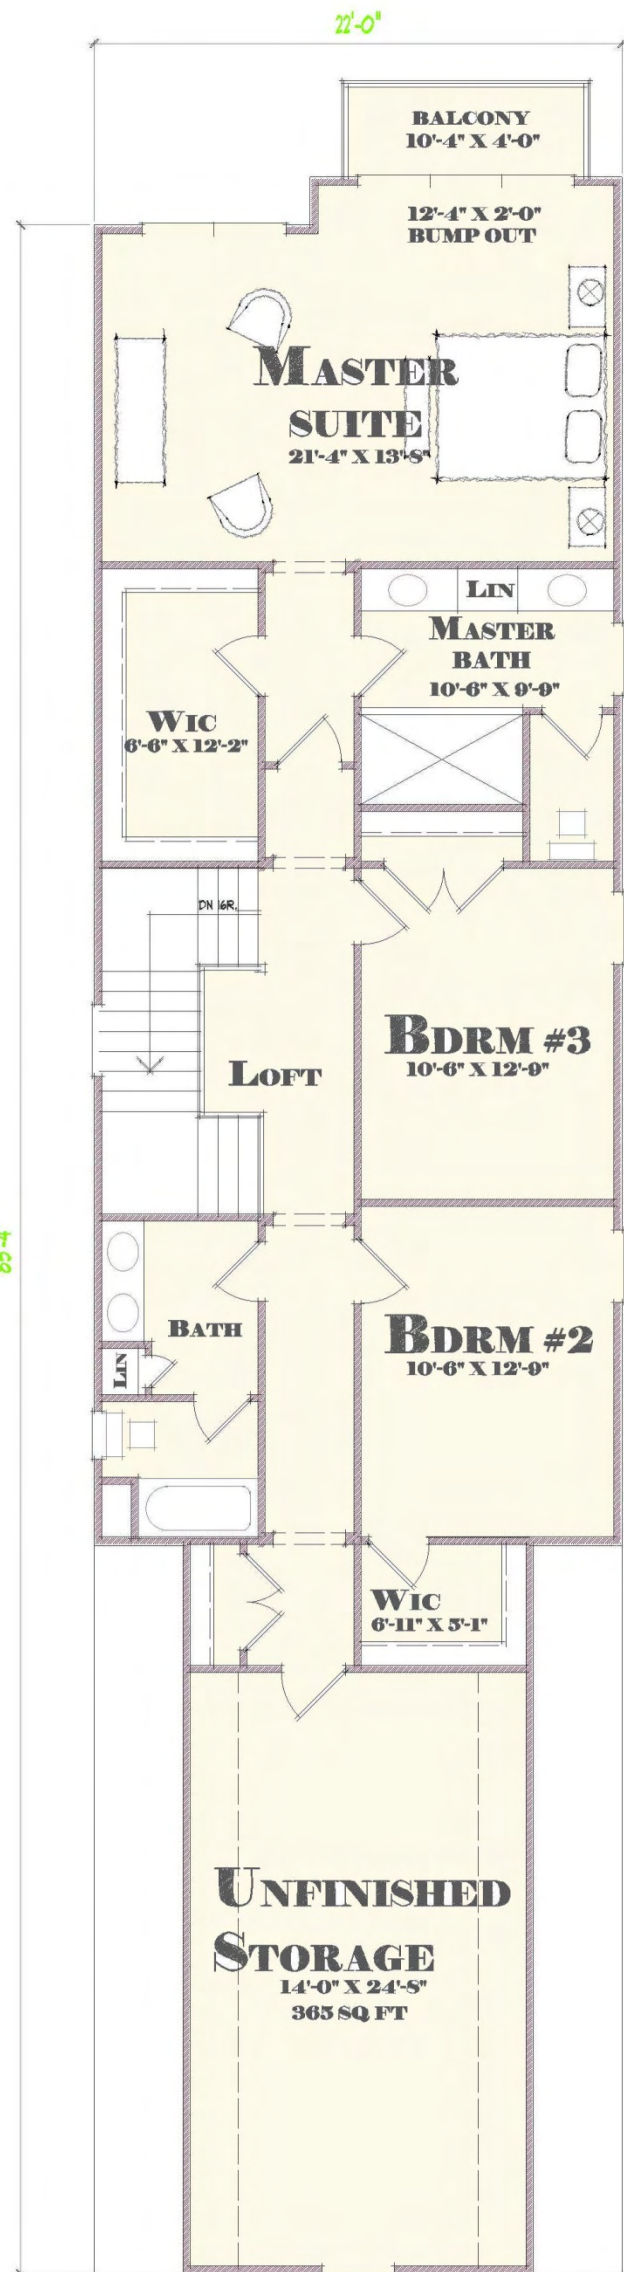 22'-0"
BALCONY
10'-4" X 4'-0"
12'-4" X 2'-0"
BUMP OUT
MASTER
SUITE
21'-4" X 13'-8"
LIN
MASTER
BATH
10'-6" X 9'-9"
WIC
6'-6" X 12'-2"
DN 16R.
BDRM #3
10'-6" X 12'-9"
LOFT
BATH
LIN
BDRM #2
10'-6" X 12'-9"
WIC
6'-11" X 5'-1"
UNFINISHED
STORAGE
14'-0" X 24'-8"
365 SQ FT